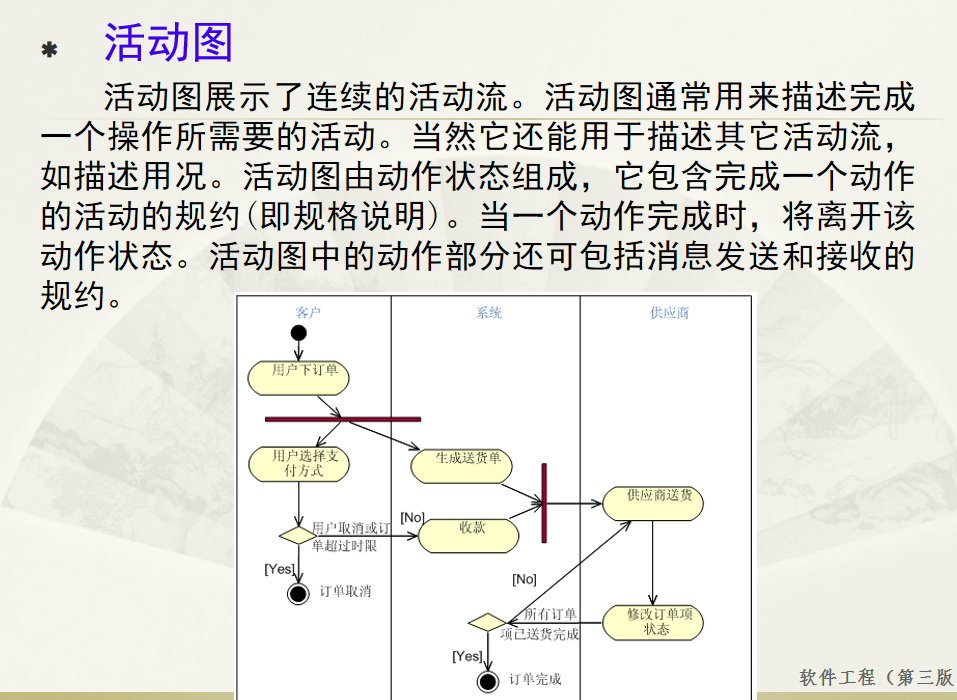 * 活动图
活动图展示了连续的活动流。活动图通常用来描述完成
一个操作所需要的活动。当然它还能用于描述其它活动流，
如描述用况。活动图由动作状态组成，它包含完成一个动作
的活动的规约(即规格说明)。当一个动作完成时，将离开该
动作状态。活动图中的动作部分还可包括消息发送和接收的
规约。
客户
系统
供应商
用户下订单
用户选择支
付方式
生成送货单
供应商送货
[No]
收款
用户取消或订
单超过时限
[Yes]
订单取消
[No]
所有订单
项已送货完成
修改订单项
状态
[Yes]
订单完成
软件工程（第三版